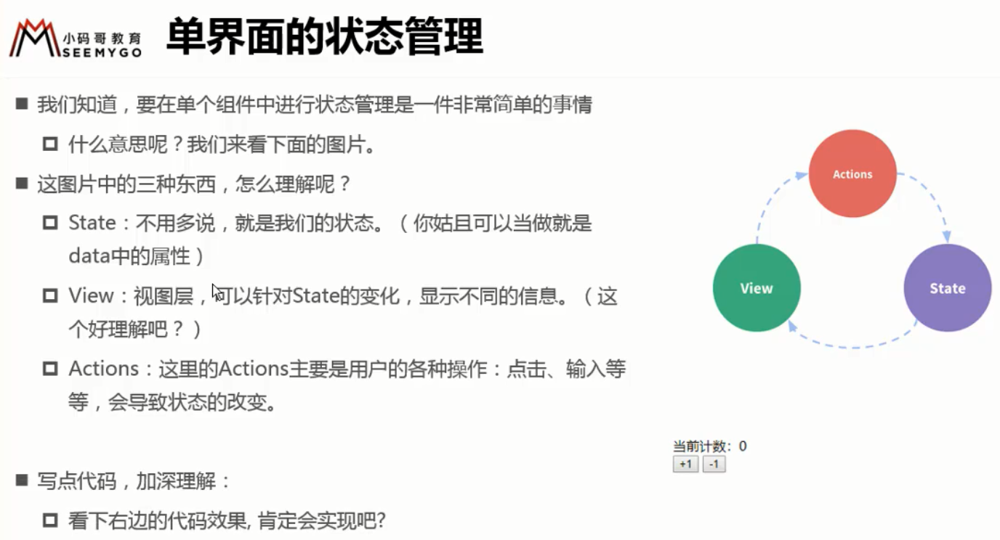 小码哥教育
SEEMYGO
单界面的状态管理
我们知道，要在单个组件中进行状态管理是一件非常简单的事情
什么意思呢？我们来看下面的图片。
这图片中的三种东西，怎么理解呢？
State：不用多说，就是我们的状态。（你姑且可以当做就是
data中的属性）
View：视图层，可以针对State的变化，显示不同的信息。（这
个好理解吧？）
Actions：这里的Actions主要是用户的各种操作：点击、输入等
等，会导致状态的改变。
写点代码，加深理解：
看下右边的代码效果, 肯定会实现吧?
Actions
View
State
当前计数：0
+1 -1